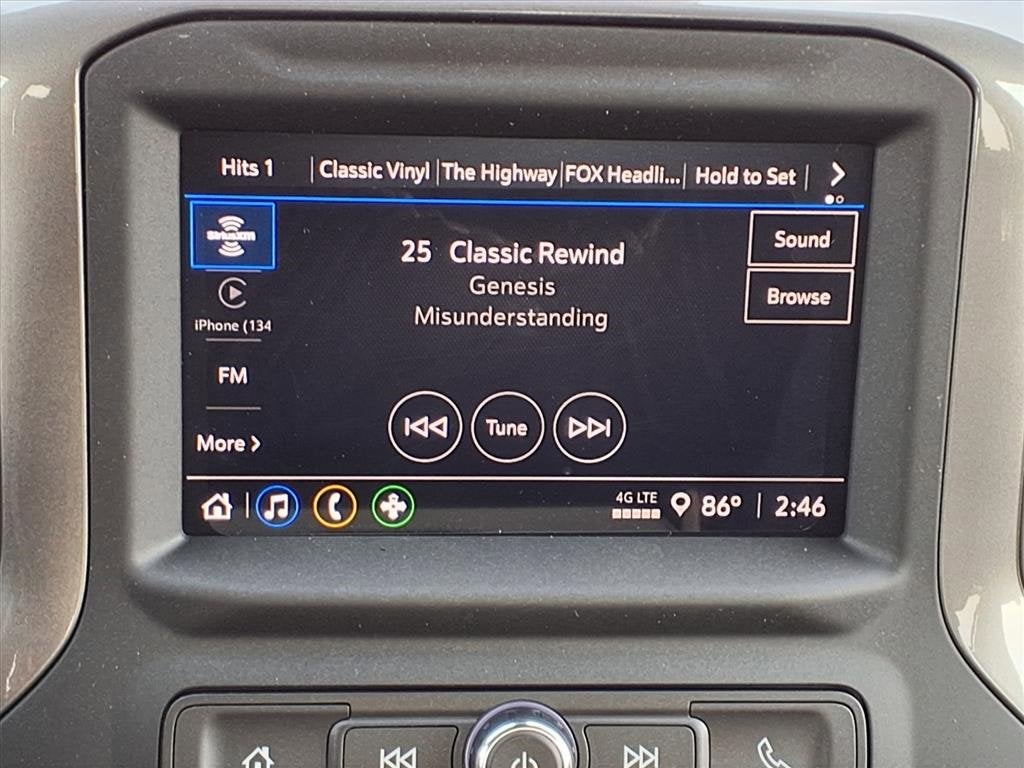 Hits 1 Classic Vinyl The Highway FOX Headli... Hold to Set
SiriusXM
25 Classic Rewind
Sound
Genesis
Browse
Misunderstanding
iPhone (134
FM
Tune
More
4G LTE
86° 2:46